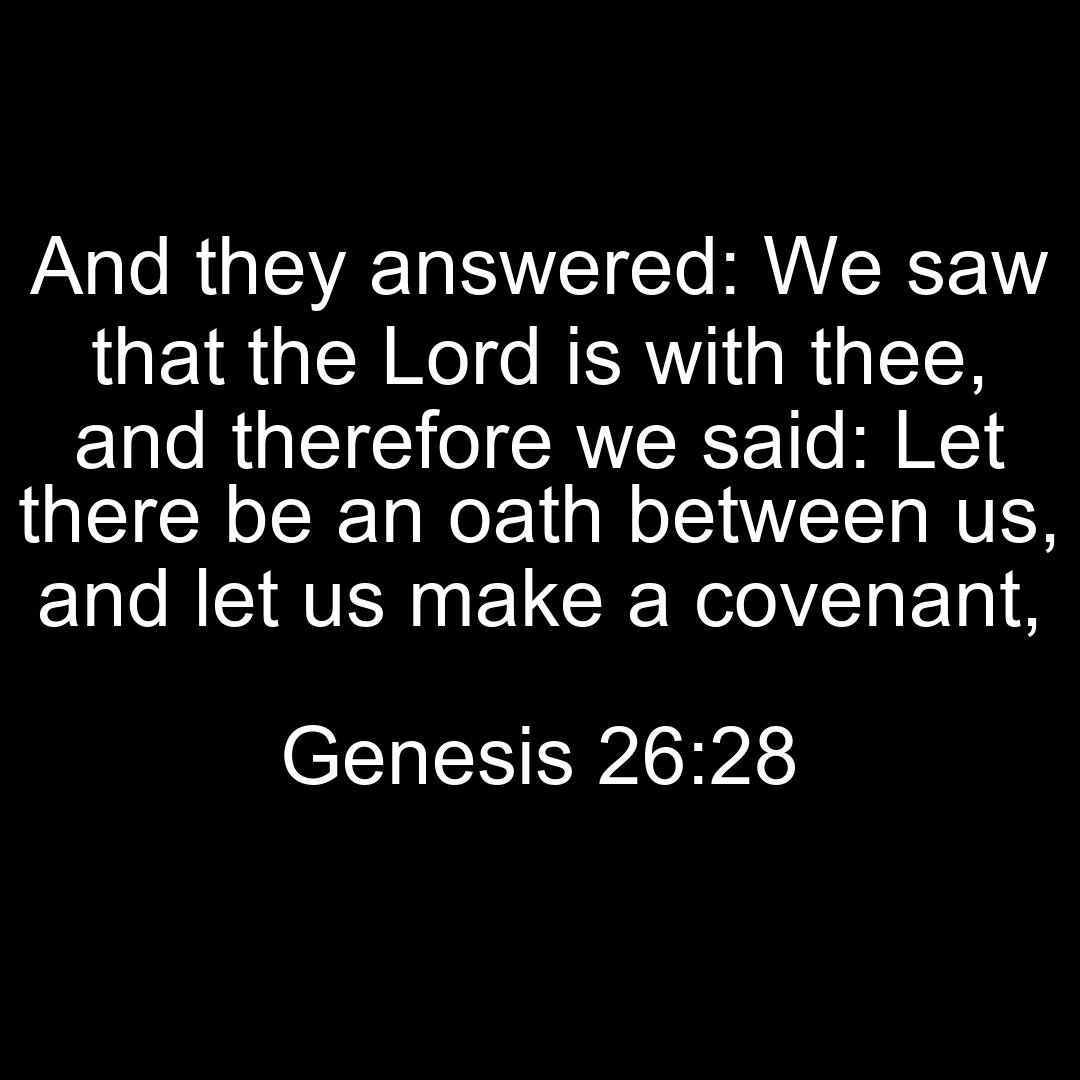 And they answered: We saw
that the Lord is with thee,
and therefore we said: Let
there be an oath between us,
and let us make a covenant,
Genesis 26:28